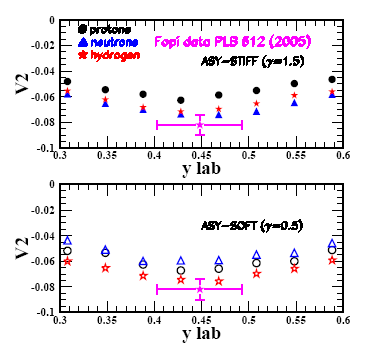 0
protons
neutrons
Fopi data PLB 612 (2005)
-0.02
hydrogen
ASY-STIFF (γ=1.5)
-0.04
V2
-0.06
-0.08
-0.1
0.3 0.35 0.4 0.45 0.5 0.55 0.6
y lab
0
-0.02
ASY-SOFT (γ=0.5)
-0.04
V2
-0.06
-0.08
-0.1
0.3 0.35 0.4 0.45 0.5 0.55 0.6
y lab